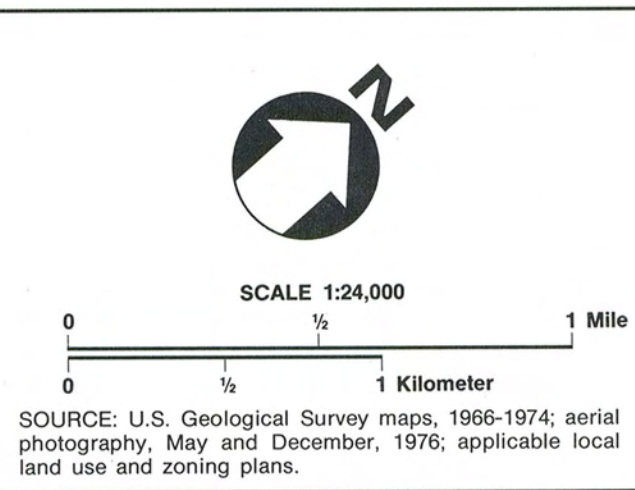 N
SCALE 1:24,000
0 ½ 1 Mile
0 ½ 1 Kilometer
SOURCE: U.S. Geological Survey maps, 1966-1974; aerial
photography, May and December, 1976; applicable local
land use and zoning plans.